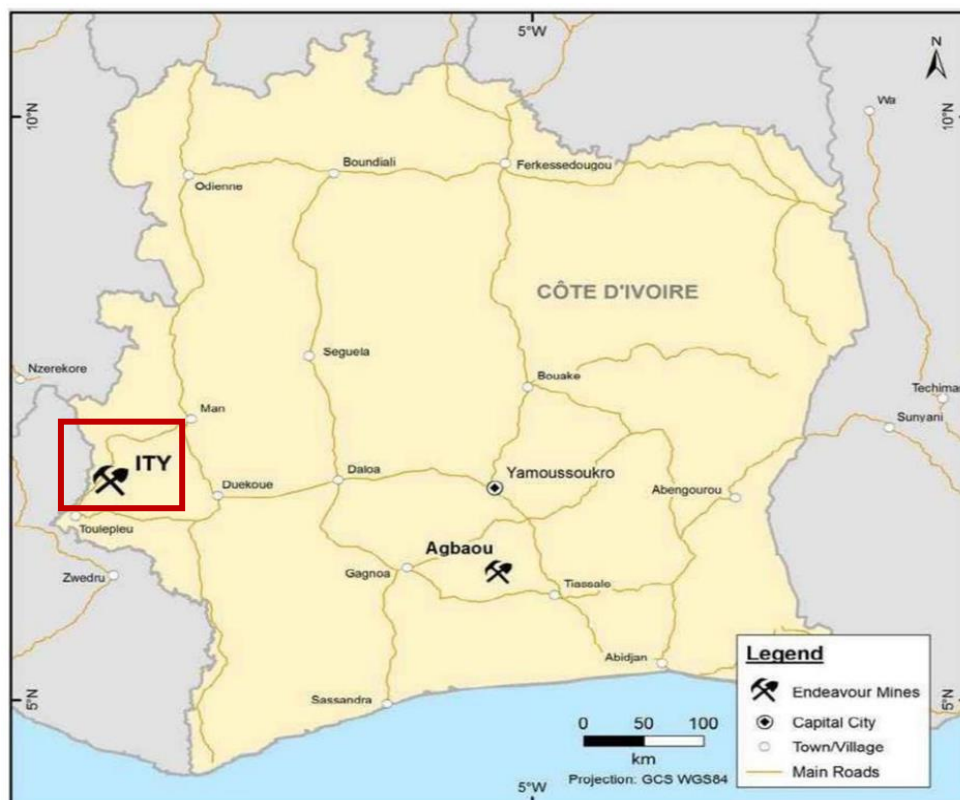 5°W
N
10°N
10°N
Wa
Odienne
Boundiali
Ferkessedougou
CÔTE D'IVOIRE
Nzerekore
Seguela
Bouake
Techiman
Man
Sunyani
ITY
Duekoue
Daloa
Yamoussoukro
Abengourou
Toulepleu
Zwedru
Agbaou
Gagnoa
Tiassale
Abidjan
Sassandra
5°N
5°N
0 50 100
km
Projection: GCS WGS84
5°W
Legend
Endeavour Mines
Capital City
Town/Village
Main Roads